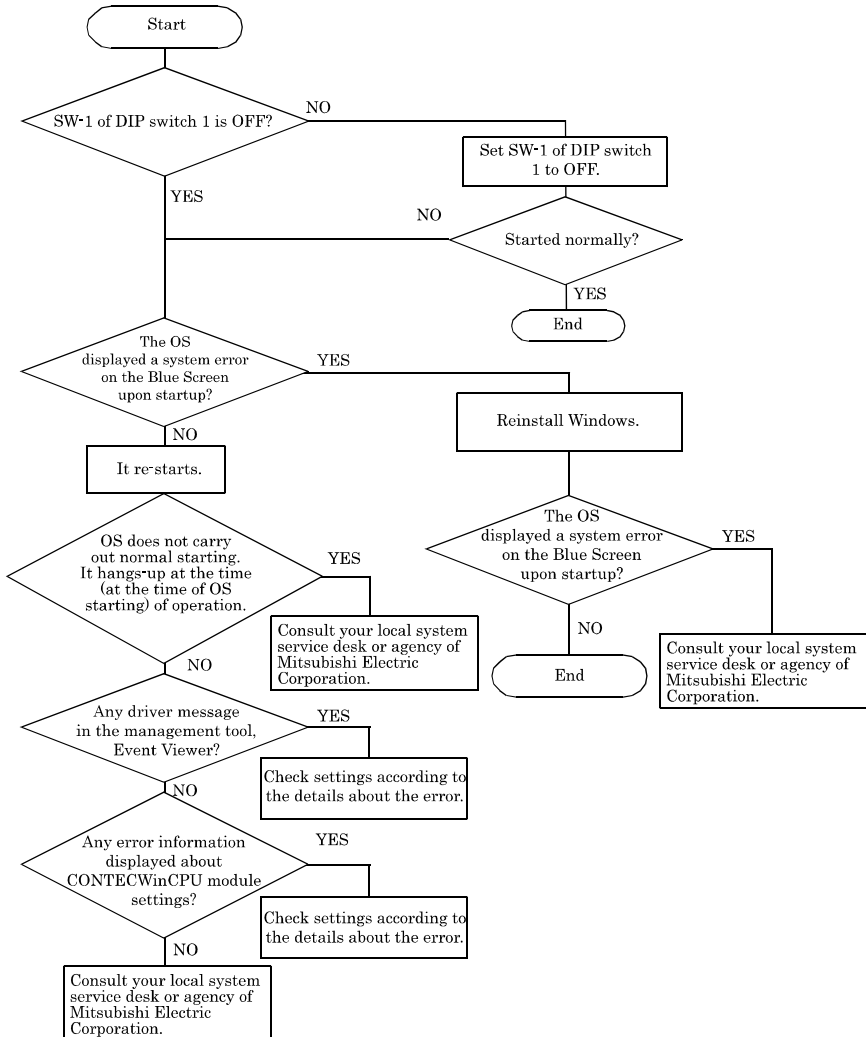 Start
SW-1 of DIP switch 1 is OFF?
NO
Set SW-1 of DIP switch
1 to OFF.
YES
NO
Started normally?
YES
End
The OS
displayed a system error
on the Blue Screen
upon startup?
YES
Reinstall Windows.
NO
It re-starts.
The OS
displayed a system error
on the Blue Screen
upon startup?
YES
NO
End
Consult your local system
service desk or agency of
Mitsubishi Electric
Corporation.
OS does not carry
out normal starting.
It hangs-up at the time
(at the time of OS
starting) of operation.
YES
Consult your local system
service desk or agency of
Mitsubishi Electric
Corporation.
NO
Any driver message
in the management tool,
Event Viewer?
YES
Check settings according to
the details about the error.
NO
Any error information
displayed about
CONTECWinCPU module
settings?
YES
Check settings according to
the details about the error.
NO
Consult your local system
service desk or agency of
Mitsubishi Electric
Corporation.